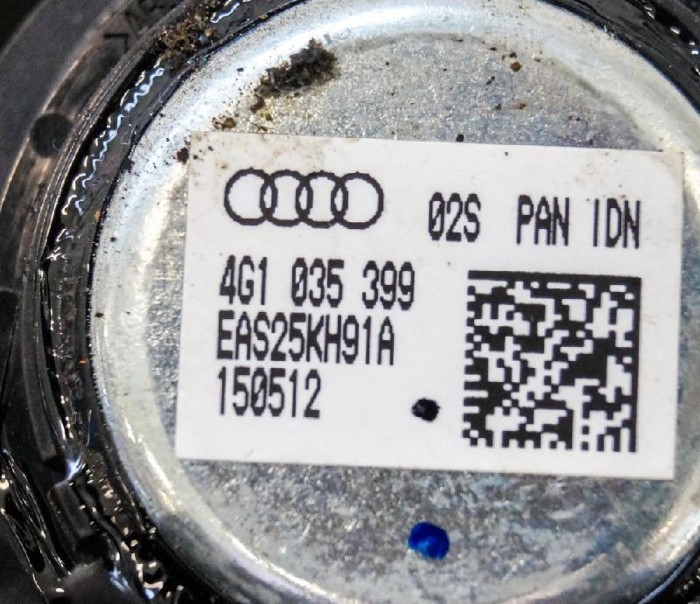 02S PAN IDN
4G1 035 399
EAS25KH91A
150512